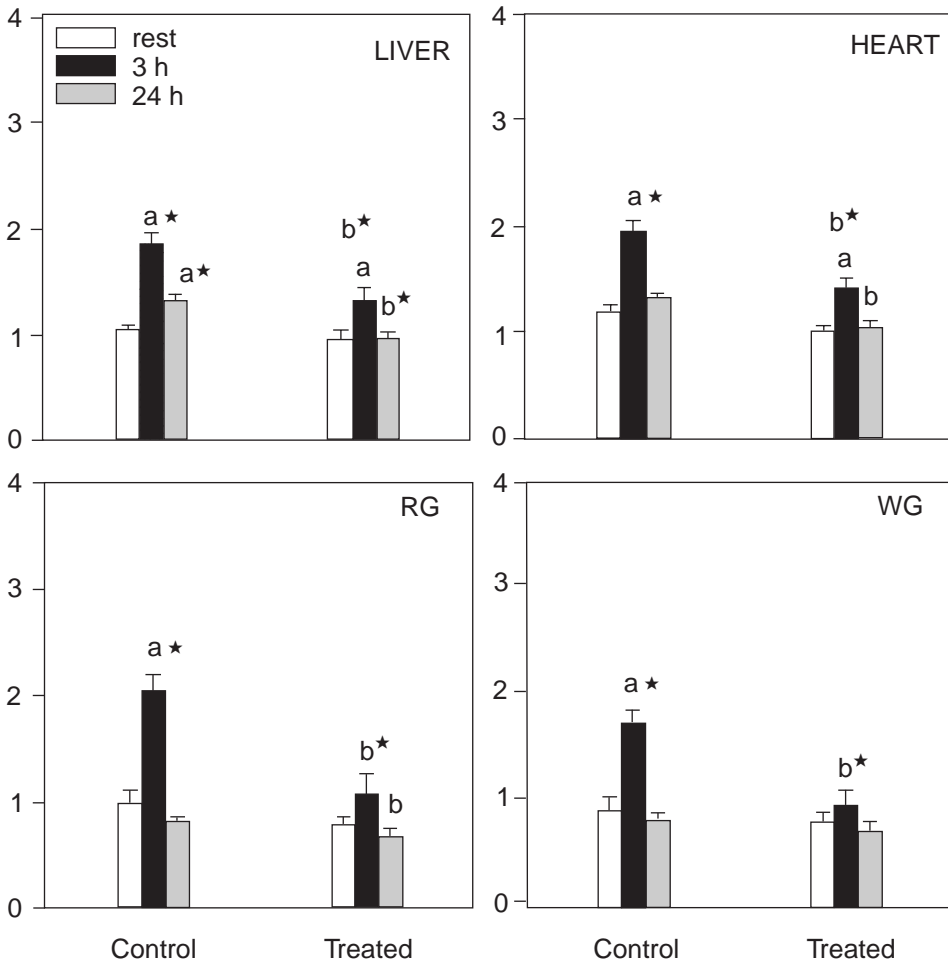 4
3
2
1
0
rest
3 h
24 h
LIVER
a ★
a ★
b ★
a
b ★
4
3
2
1
0
HEART
a ★
b ★
a
b
4
3
2
1
0
RG
a ★
b ★
b
Control
Treated
4
3
2
1
0
WG
a ★
b ★
Control
Treated